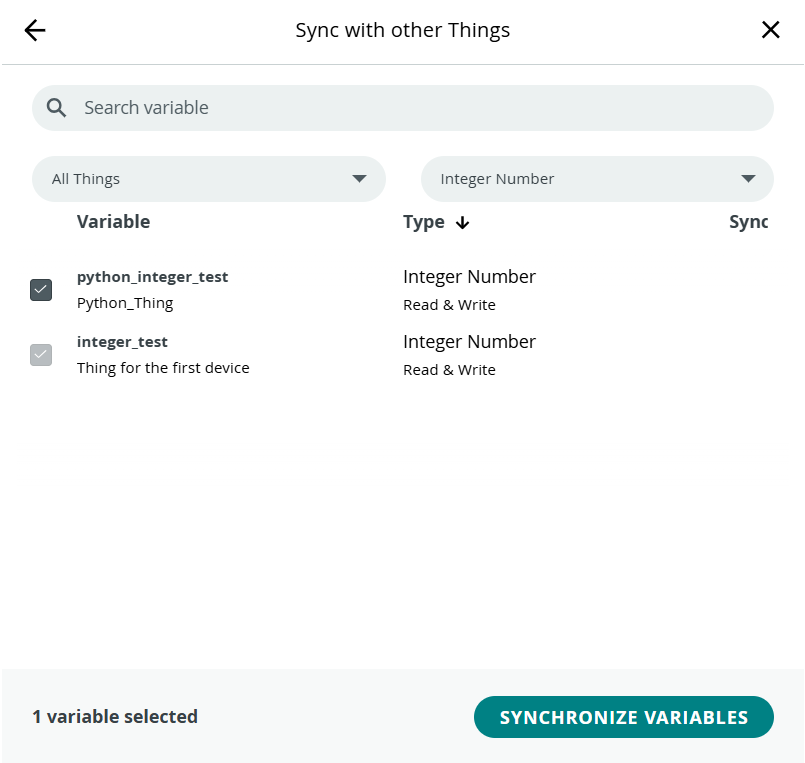 Sync with other Things
Search variable
All Things
Integer Number
Variable Type Sync
python_integer_test Integer Number
Python_Thing Read & Write
integer_test Integer Number
Thing for the first device Read & Write
1 variable selected
SYNCHRONIZE VARIABLES